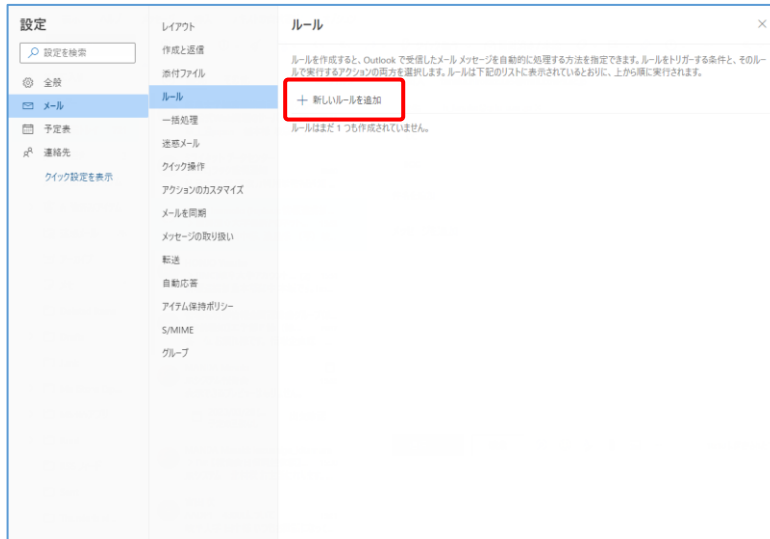 設定
設定を検索
全般
メール
予定表
連絡先
クイック設定を表示
レイアウト
作成と返信
添付ファイル
ルール
一括処理
迷惑メール
クイック操作
アクションのカスタマイズ
メールを同期
メッセージの取り扱い
転送
自動応答
アイテム保持ポリシー
S/MIME
グループ
ルール
ルールを作成すると、Outlook で受信したメール メッセージを自動的に処理する方法を指定できます。ルールをトリガーする条件と、そのルー
ルで実行するアクションの両方を選択します。ルールは下記のリストに表示されているとおりに、上から順に実行されます。
新しいルールを追加
ルールはまだ 1 つも作成されていません。